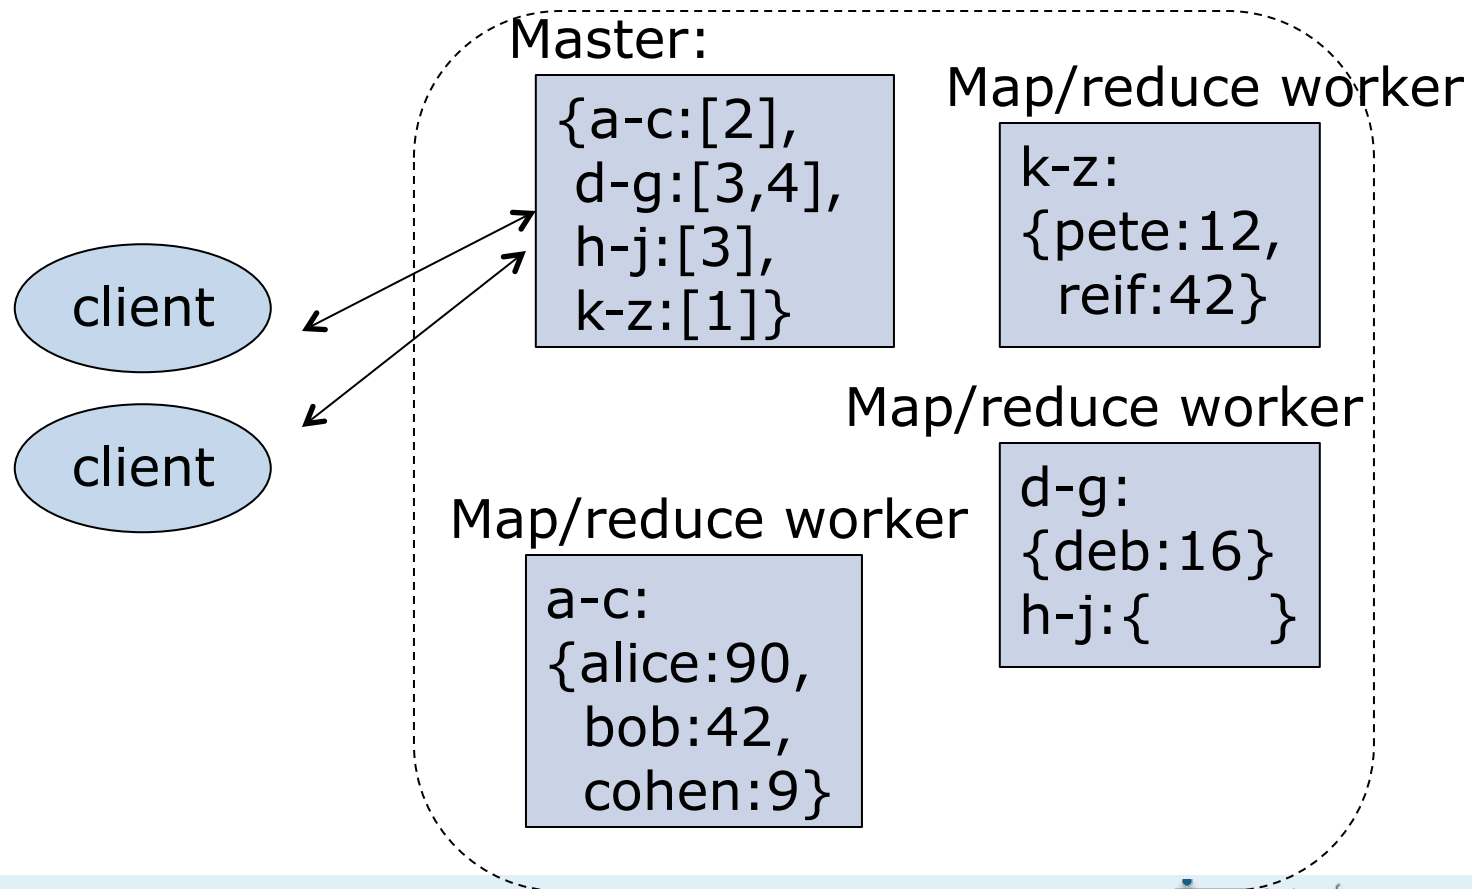 Master:
{a-c:[2],
d-g:[3,4],
h-j:[3],
k-z:[1]}
Map/reduce worker
k-z:
{pete:12,
reif:42}
client
client
Map/reduce worker
d-g:
{deb:16}
h-j:{ }
Map/reduce worker
a-c:
{alice:90,
bob:42,
cohen:9}